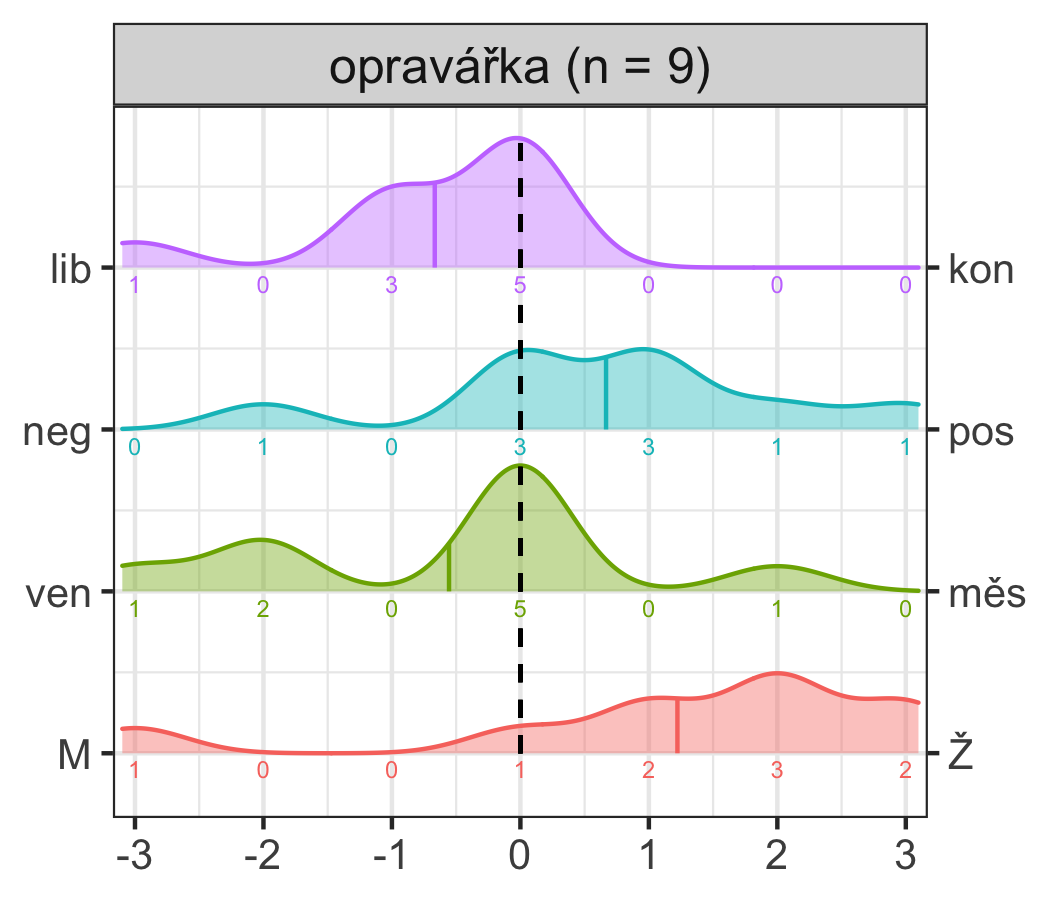 opravářka (n = 9)
lib kon
1 0 3 5 0 0 0
neg pos
0 1 0 3 3 1 1
ven měs
1 2 0 5 0 1 0
M Ž
1 0 0 1 2 3 2
-3 -2 -1 0 1 2 3